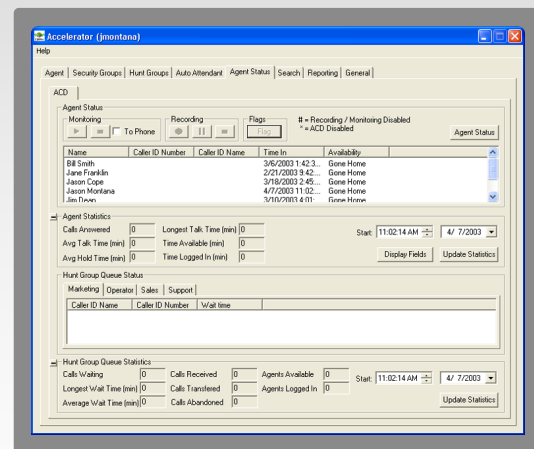 Accelerator (jmontana)
Help
Agent Security Groups Hunt Groups Auto Attendant Agent Status Search Reporting General
ACD
Agent Status
Monitoring Recording Flags # = Recording / Monitoring Disabled
To Phone Flag * = ACD Disabled Agent Status
Name Caller ID Number Caller ID Name Time In Availability
Bill Smith 3/6/2003 1:42:3... Gone Home
Jane Franklin 2/21/2003 9:42:... Gone Home
Jason Cope 3/18/2003 2:45:... Gone Home
Jason Montana 4/7/2003 11:02:... Gone Home
Jim Dean 3/10/2003 4:01:... Gone Home
Agent Statistics
Calls Answered 0 Longest Talk Time (min) 0 Start: 11:02:14 AM 4/ 7/2003
Avg Talk Time (min) 0 Time Available (min) 0
Avg Hold Time (min) 0 Time Logged In (min) 0 Display Fields Update Statistics
Hunt Group Queue Status
Marketing Operator Sales Support
Caller ID Name Caller ID Number Wait time
Hunt Group Queue Statistics
Calls Waiting 0 Calls Received 0 Agents Available 0 Start: 11:02:14 AM 4/ 7/2003
Longest Wait Time (min) 0 Calls Transfered 0 Agents Logged In 0
Average Wait Time (min) 0 Calls Abandoned 0 Update Statistics